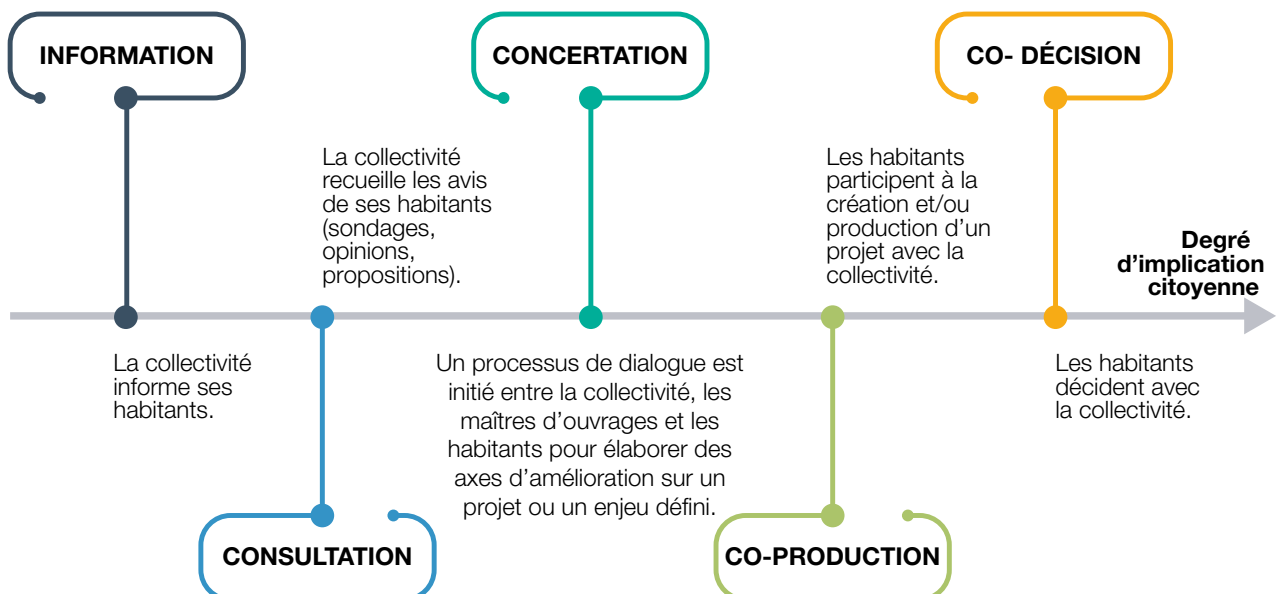 INFORMATION
CONCERTATION
CO- DÉCISION
La collectivité
recueille les avis
de ses habitants
(sondages,
opinions,
propositions).
Les habitants
participent à la
création et/ou
production d’un
projet avec la
collectivité.
Degré
d’implication
citoyenne
La collectivité
informe ses
habitants.
Un processus de dialogue est
initié entre la collectivité, les
maîtres d’ouvrages et les
habitants pour élaborer des
axes d’amélioration sur un
projet ou un enjeu défini.
Les habitants
décident avec
la collectivité.
CONSULTATION
CO-PRODUCTION